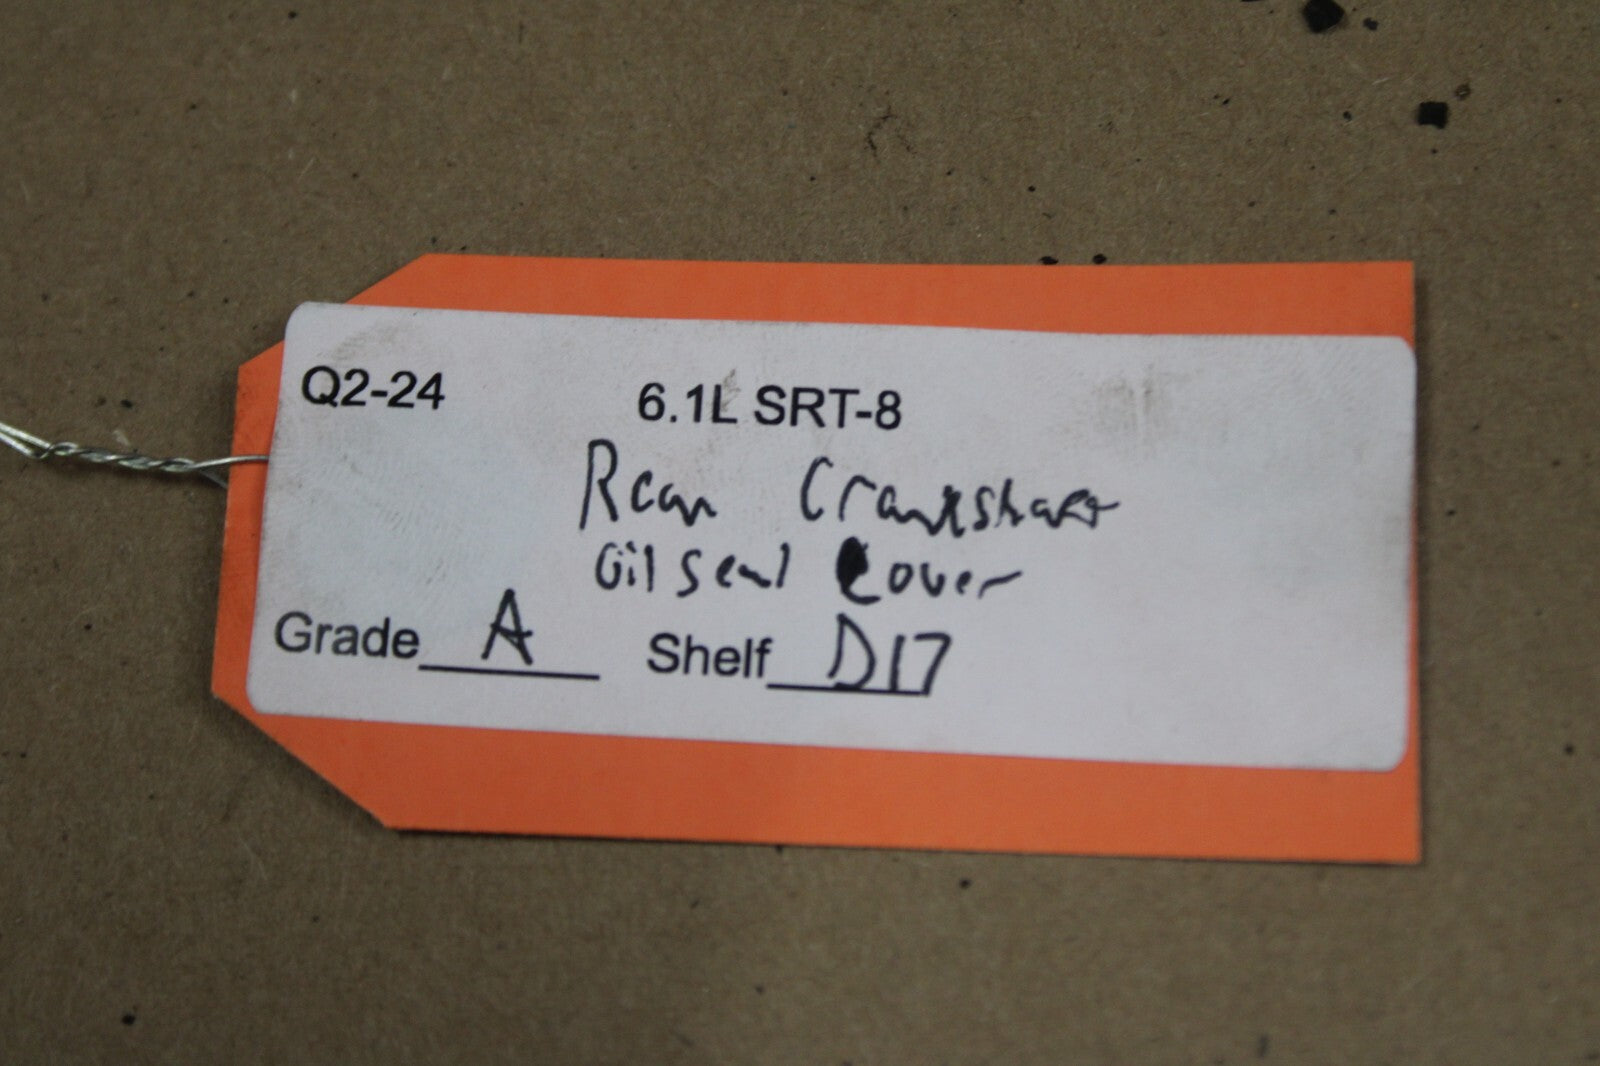 Q2-24 6.1L SRT-8
Rear Crankshaft
Oil Seal Cover
Grade A Shelf D17